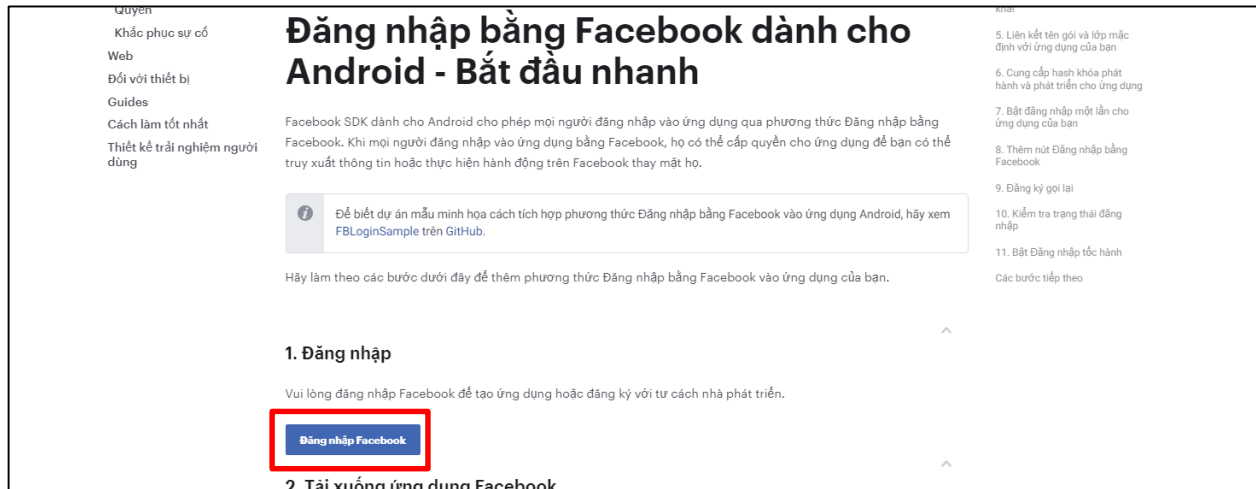 Quyền
Khắc phục sự cố
Web
Đối với thiết bị
Guides
Cách làm tốt nhất
Thiết kế trải nghiệm người
dùng
Đăng nhập bằng Facebook dành cho
Android - Bắt đầu nhanh
Facebook SDK dành cho Android cho phép mọi người đăng nhập vào ứng dụng qua phương thức Đăng nhập bằng
Facebook. Khi mọi người đăng nhập vào ứng dụng bằng Facebook, họ có thể cấp quyền cho ứng dụng để bạn có thể
truy xuất thông tin hoặc thực hiện hành động trên Facebook thay mặt họ.
Để biết dự án mẫu minh họa cách tích hợp phương thức Đăng nhập bằng Facebook vào ứng dụng Android, hãy xem
FBLoginSample trên GitHub.
Hãy làm theo các bước dưới đây để thêm phương thức Đăng nhập bằng Facebook vào ứng dụng của bạn.
1. Đăng nhập
Vui lòng đăng nhập Facebook để tạo ứng dụng hoặc đăng ký với tư cách nhà phát triển.
Đăng nhập Facebook
2. Tải xuống ứng dụng Facebook
khai
5. Liên kết tên gói và lớp mặc
định với ứng dụng của bạn
6. Cung cấp hash khóa phát
hành và phát triển cho ứng dụng
7. Bật đăng nhập một lần cho
ứng dụng của bạn
8. Thêm nút Đăng nhập bằng
Facebook
9. Đăng ký gọi lại
10. Kiểm tra trạng thái đăng
nhập
11. Bật Đăng nhập tốc hành
Các bước tiếp theo